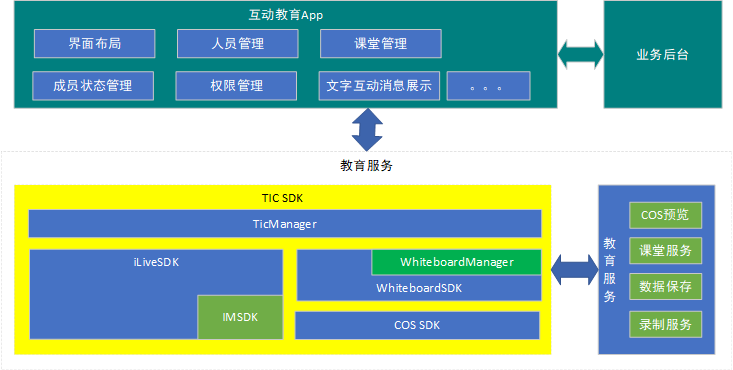 互动教育App
界面布局
人员管理
课堂管理
成员状态管理
权限管理
文字互动消息展示
。。。
业务后台
教育服务
TIC SDK
TicManager
iLiveSDK
IMSDK
WhiteboardManager
WhiteboardSDK
COS SDK
教育服务
COS预览
课堂服务
数据保存
录制服务